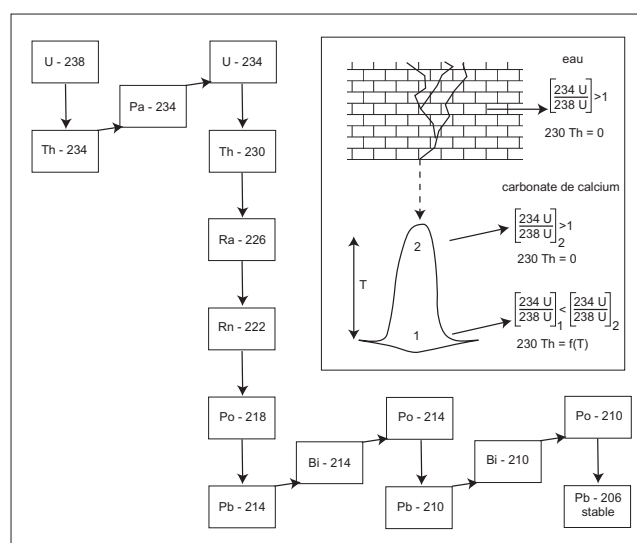 U - 238
Th - 234
Pa - 234
U - 234
Th - 230
Ra - 226
Rn - 222
Po - 218
Pb - 214
Bi - 214
Po - 214
Pb - 210
Bi - 210
Po - 210
Pb - 206
stable
eau
[234 U
238 U] >1
230 Th = 0
carbonate de calcium
[234 U
238 U]2 >1
230 Th = 0
2
T
1
[234 U
238 U]1 < [234 U
238 U]2
230 Th = f(T)